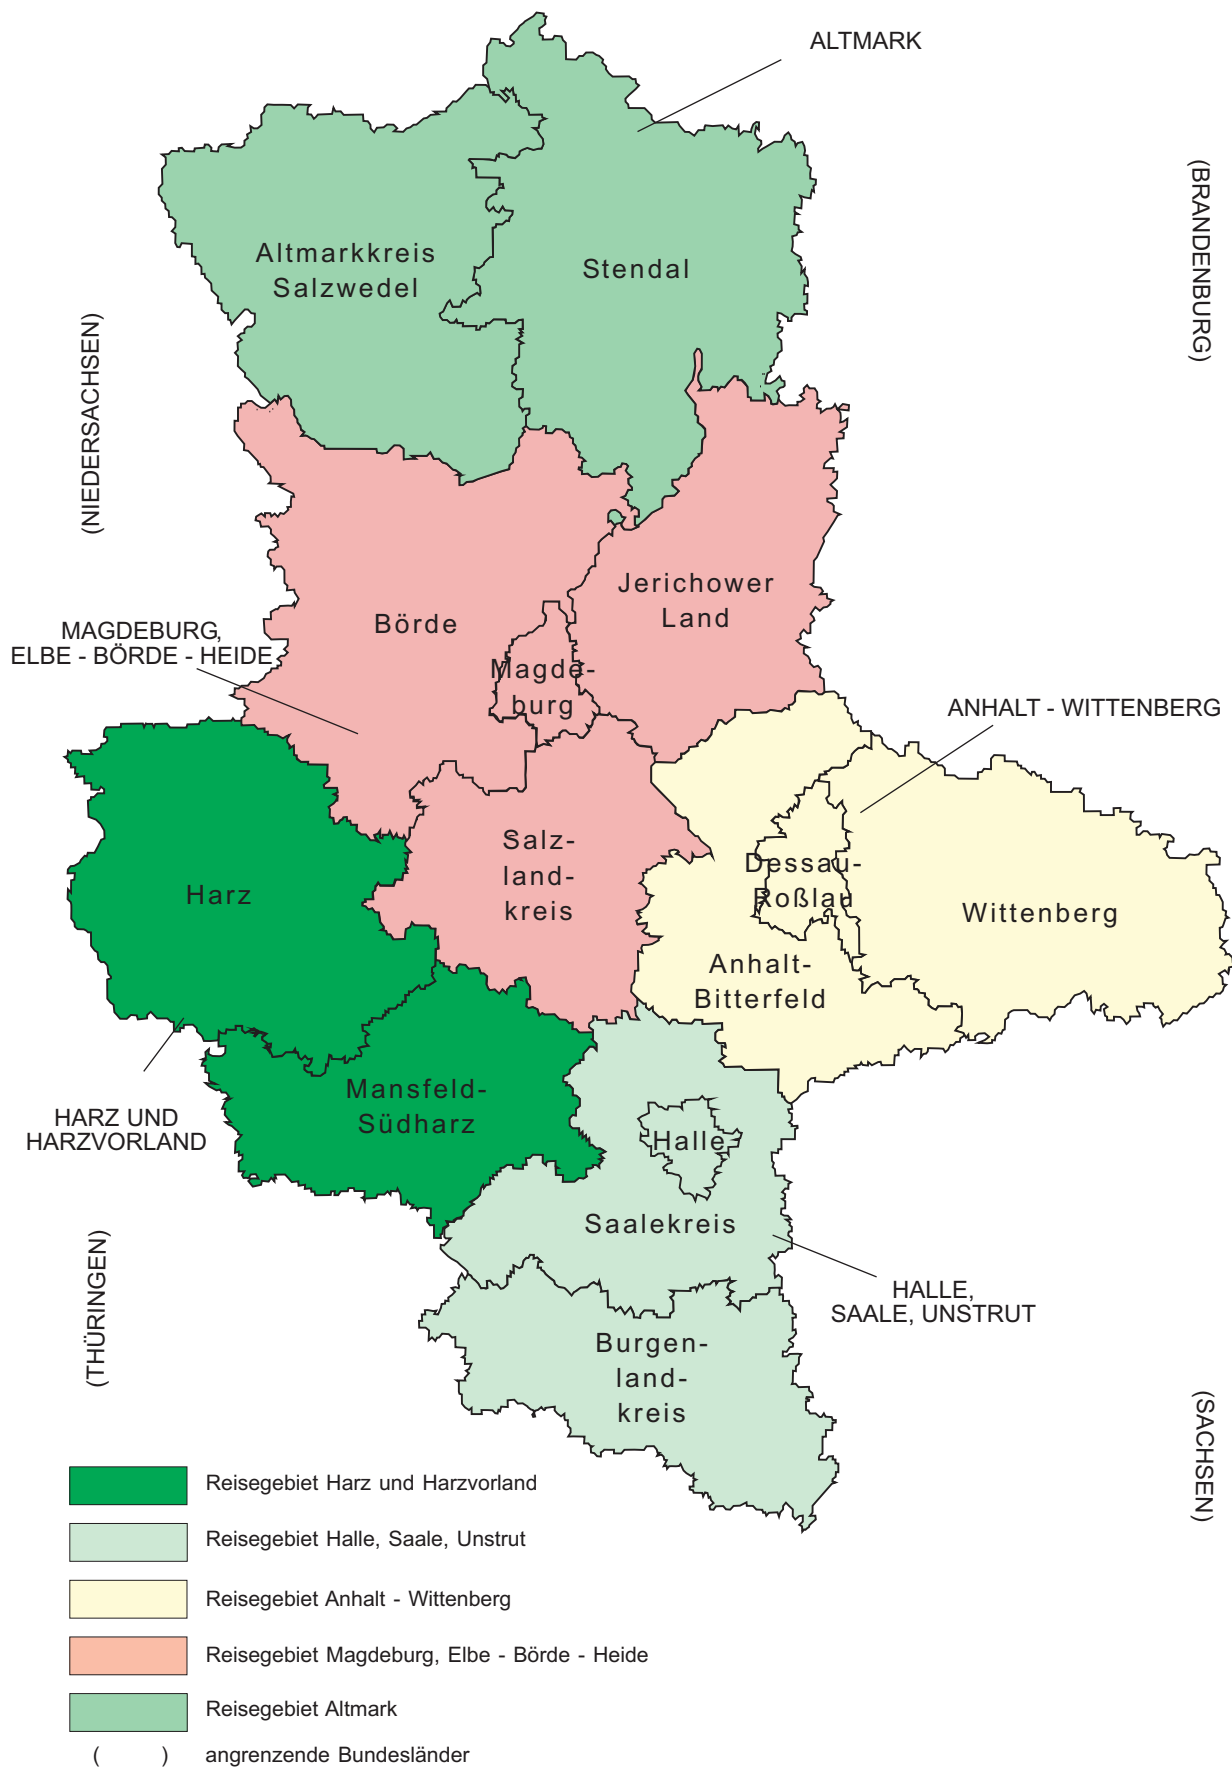 ALTMARK
(BRANDENBURG)
Altmarkkreis
Salzwedel
Stendal
(NIEDERSACHSEN)
Jerichower
Land
Börde
MAGDEBURG,
ELBE - BÖRDE - HEIDE
Magde-
burg
ANHALT - WITTENBERG
Salz-
land-
kreis
Dessau-
Roßlau
Harz
Wittenberg
Anhalt-
Bitterfeld
Mansfeld-
Südharz
HARZ UND
HARZVORLAND
Halle
Saalekreis
(THÜRINGEN)
HALLE,
SAALE, UNSTRUT
Burgen-
land-
kreis
(SACHSEN)
Reisegebiet Harz und Harzvorland
Reisegebiet Halle, Saale, Unstrut
Reisegebiet Anhalt - Wittenberg
Reisegebiet Magdeburg, Elbe - Börde - Heide
Reisegebiet Altmark
( ) angrenzende Bundesländer